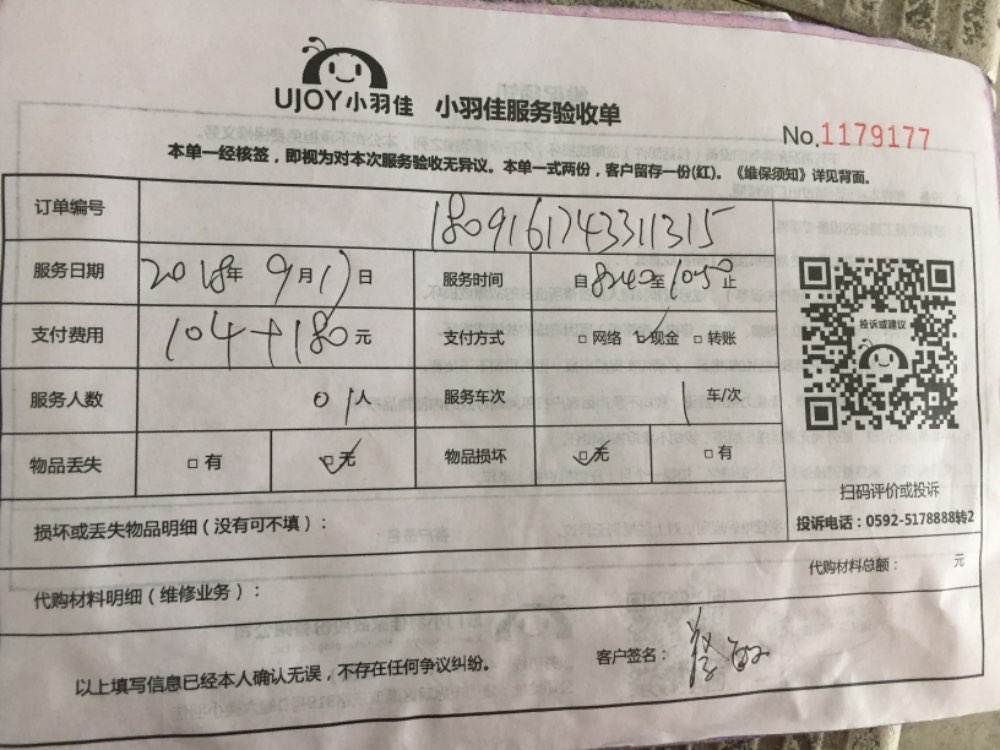 UJOY小羽佳 小羽佳服务验收单
No.1179177
本单一经核签，即视为对本次服务验收无异议。本单一式两份，客户留存一份(红)。《维保须知》详见背面。
订单编号 1809161743311315
服务日期 2018年 9月17日 服务时间 自8240至1050止
支付费用 104+180元 支付方式 □网络 ☑现金 □转账
投诉或建议
服务人数 01人 服务车次 1车/次
物品丢失 □有 ☑无 物品损坏 ☑无 □有
扫码评价或投诉
损坏或丢失物品明细（没有可不填）：
投诉电话：0592-5178888转2
代购材料明细（维修业务）： 代购材料总额： 元
以上填写信息已经本人确认无误，不存在任何争议纠纷。 客户签名：